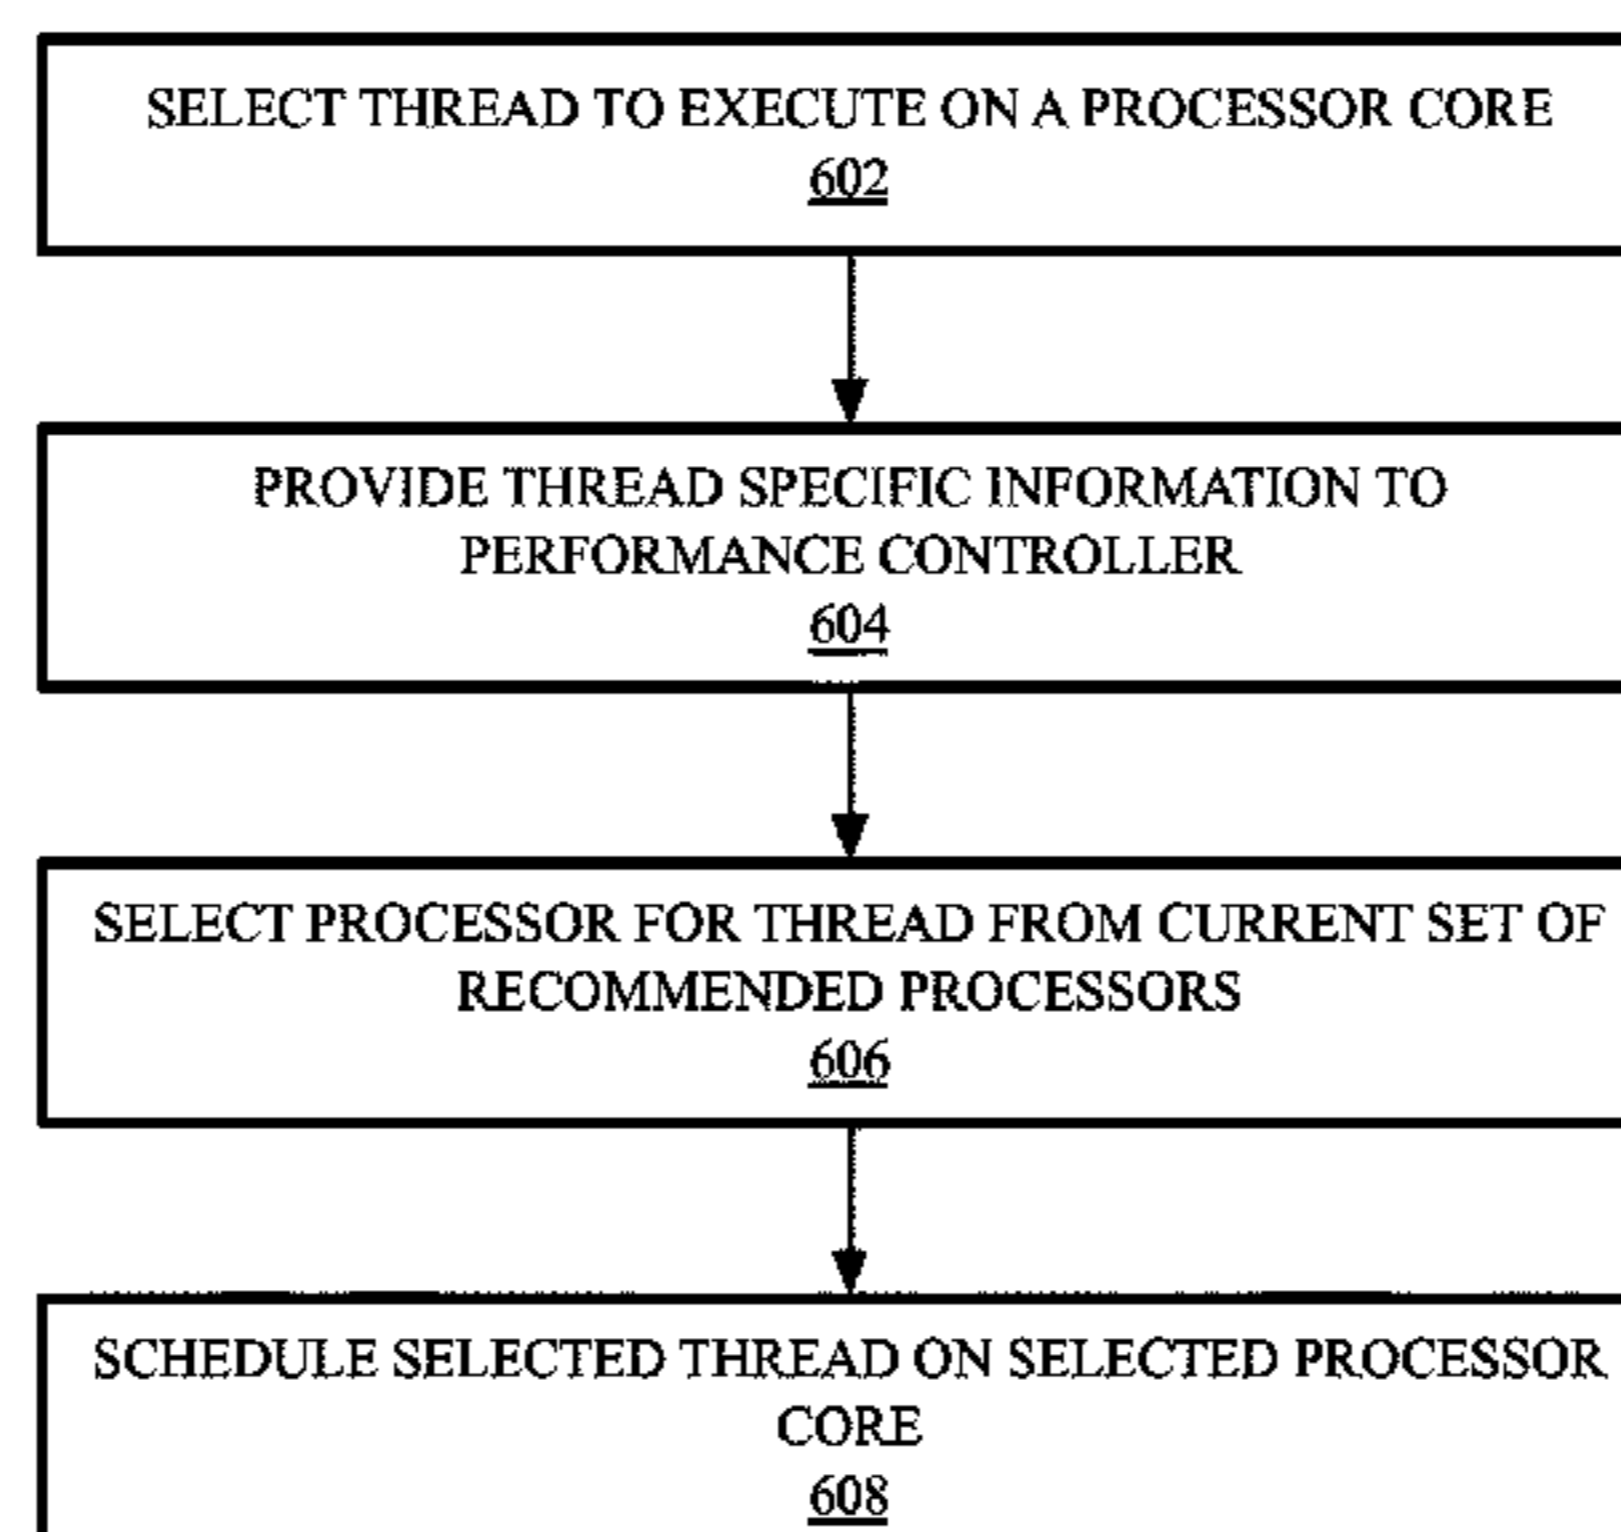 SELECT THREAD TO EXECUTE ON A PROCESSOR CORE
602
PROVIDE THREAD SPECIFIC INFORMATION TO
PERFORMANCE CONTROLLER
604
SELECT PROCESSOR FOR THREAD FROM CURRENT SET OF
RECOMMENDED PROCESSORS
606
SCHEDULE SELECTED THREAD ON SELECTED PROCESSOR
CORE
608